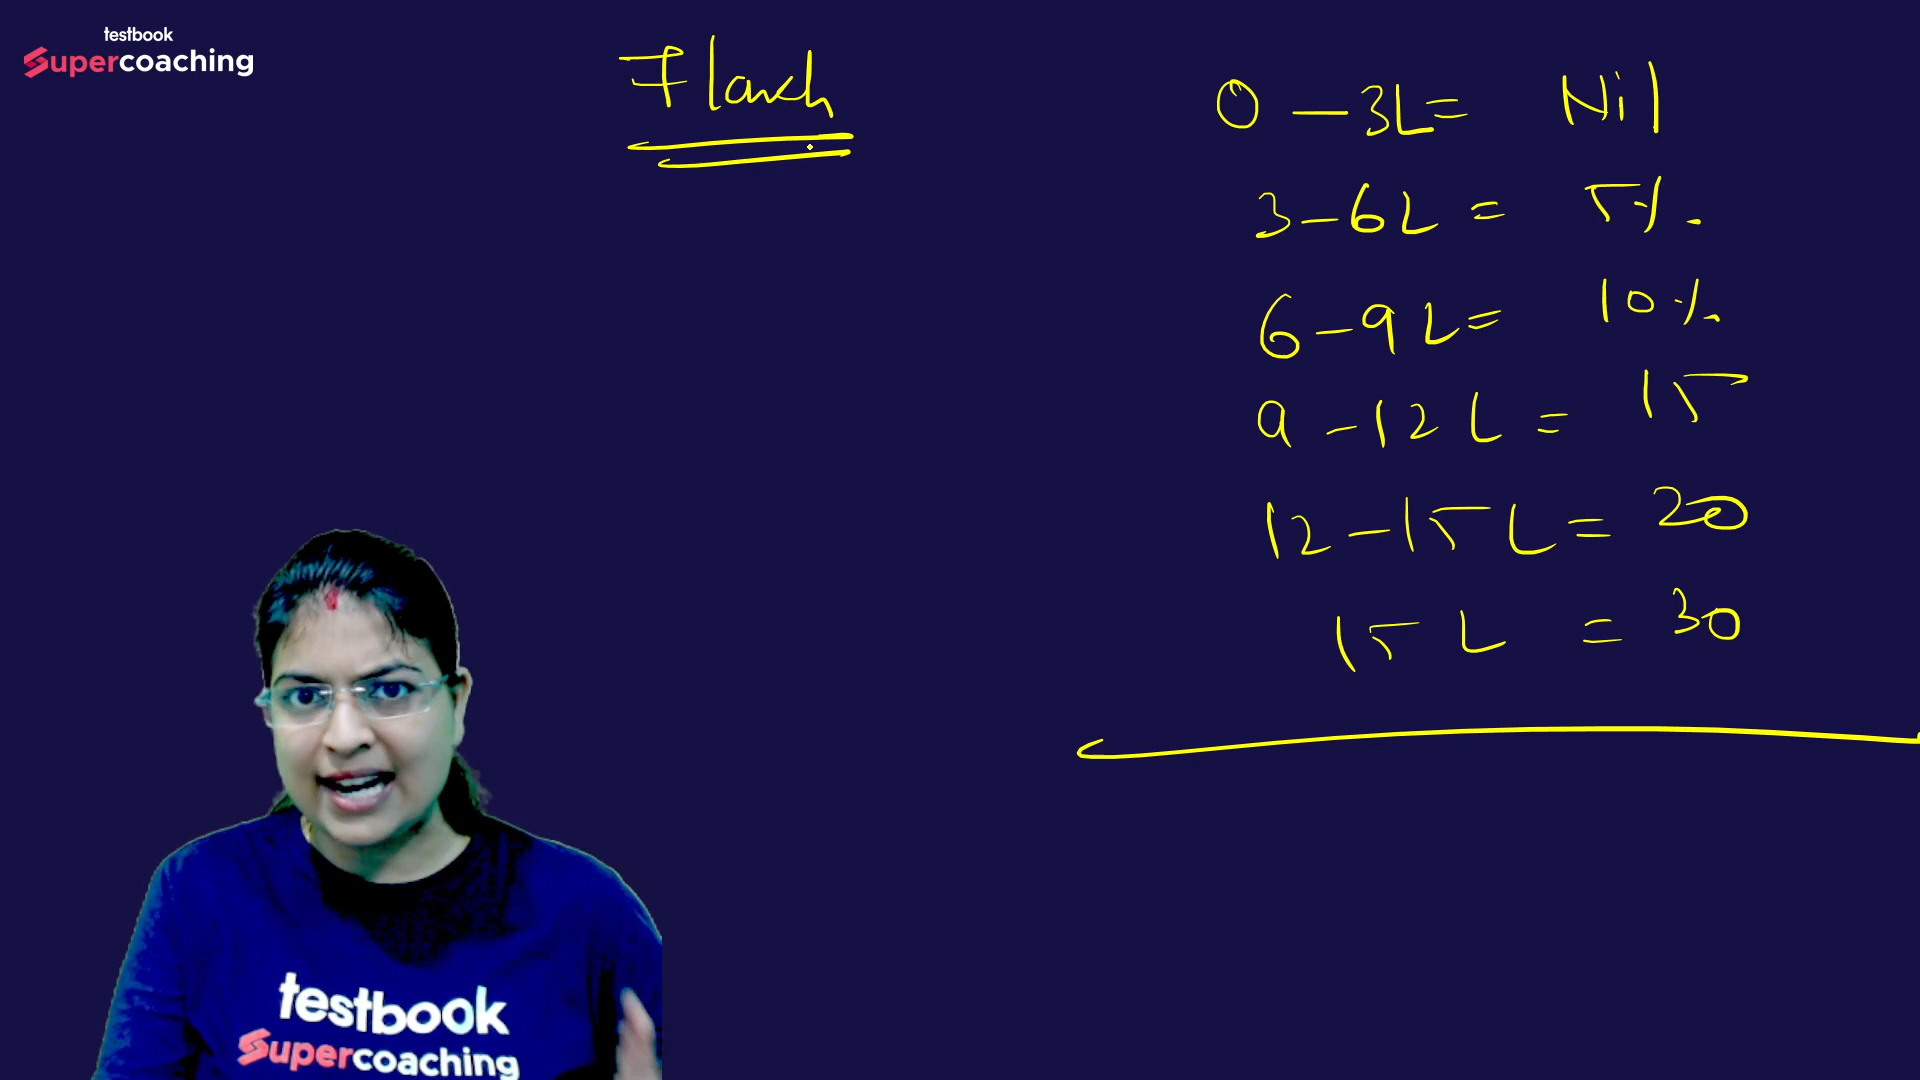 testbook
Supercoaching
7 lakh
0 – 3L = Nil
3 – 6L = 5%.
6 – 9L = 10%.
9 – 12L = 15
12 – 15L = 20
15L = 30
testbook
Supercoaching